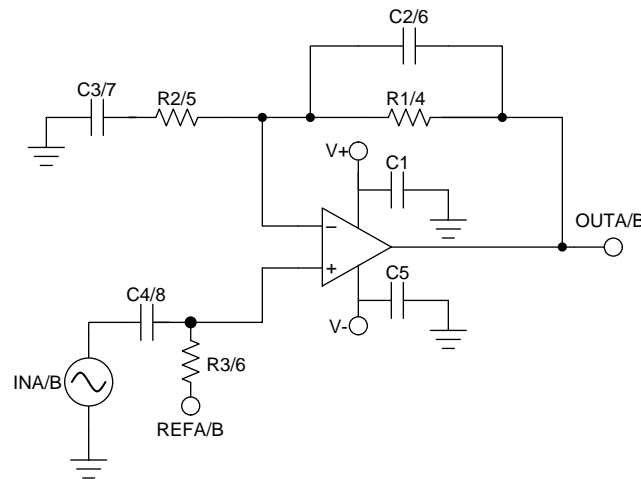 C2/6
C3/7
R2/5
R1/4
V+
C1
OUTA/B
−
+
C4/8
C5
V-
R3/6
INA/B
REFA/B